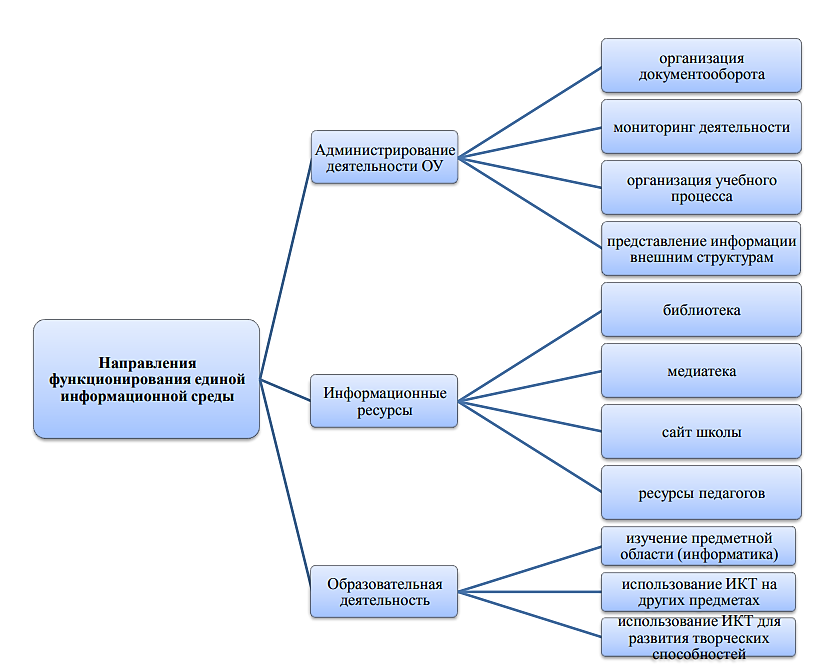 Направления
функционирования единой
информационной среды
Администрирование
деятельности ОУ
организация
документооборота
мониторинг деятельности
организация учебного
процесса
представление информации
внешним структурам
Информационные
ресурсы
библиотека
медиатека
сайт школы
ресурсы педагогов
Образовательная
деятельность
изучение предметной
области (информатика)
использование ИКТ на
других предметах
использование ИКТ для
развития творческих
способностей